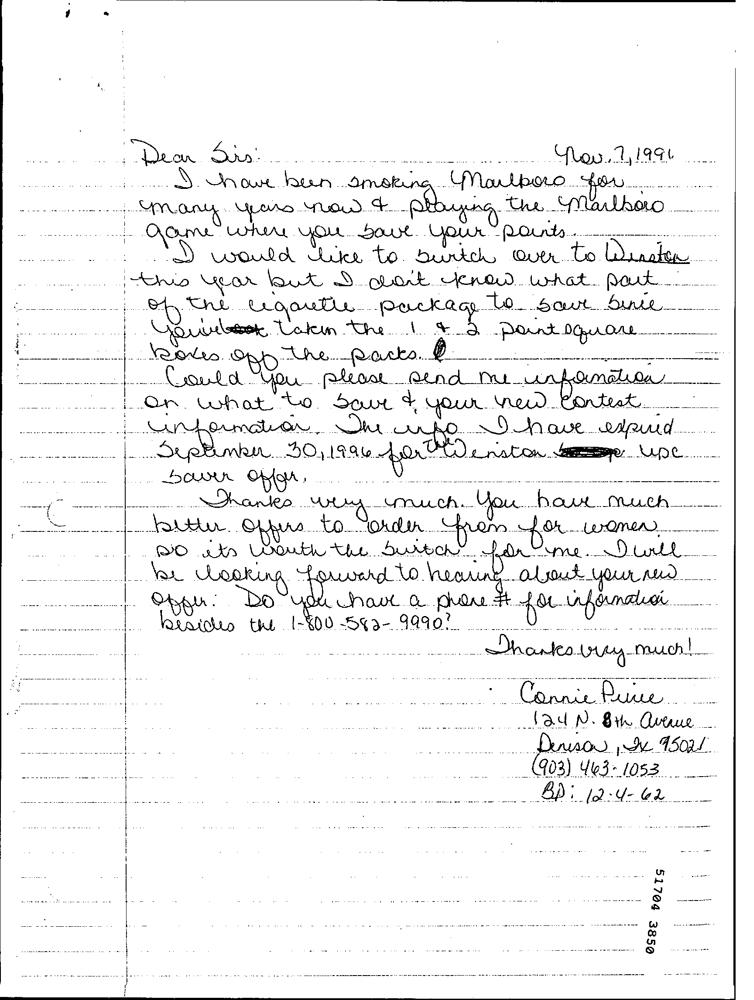 Dear Sirs: Nov. 7, 1996
I have been smoking Marlboro for
many years now & playing the Marlboro
game where you save your points.
I would like to switch over to Winston
this year but I don't know what part
of the cigarette package to save since
you've taken the 1 & 2 point square
boxes off the packs.
Could you please send me information
on what to save & your new contest
information. The info I have expired
September 30, 1996 for the Winston UPC
saver offer.
Thanks very much. You have much
better offers to order from for women
so its worth the switch for me. I will
be looking forward to hearing about your new
offer. Do you have a phone # for information
besides the 1-800-582-9990?
Thanks very much!
Connie
124 N. 8th Avenue
Denison, Tx 75021
(903) 463-1053
BD: 12-4-62
51704 3850